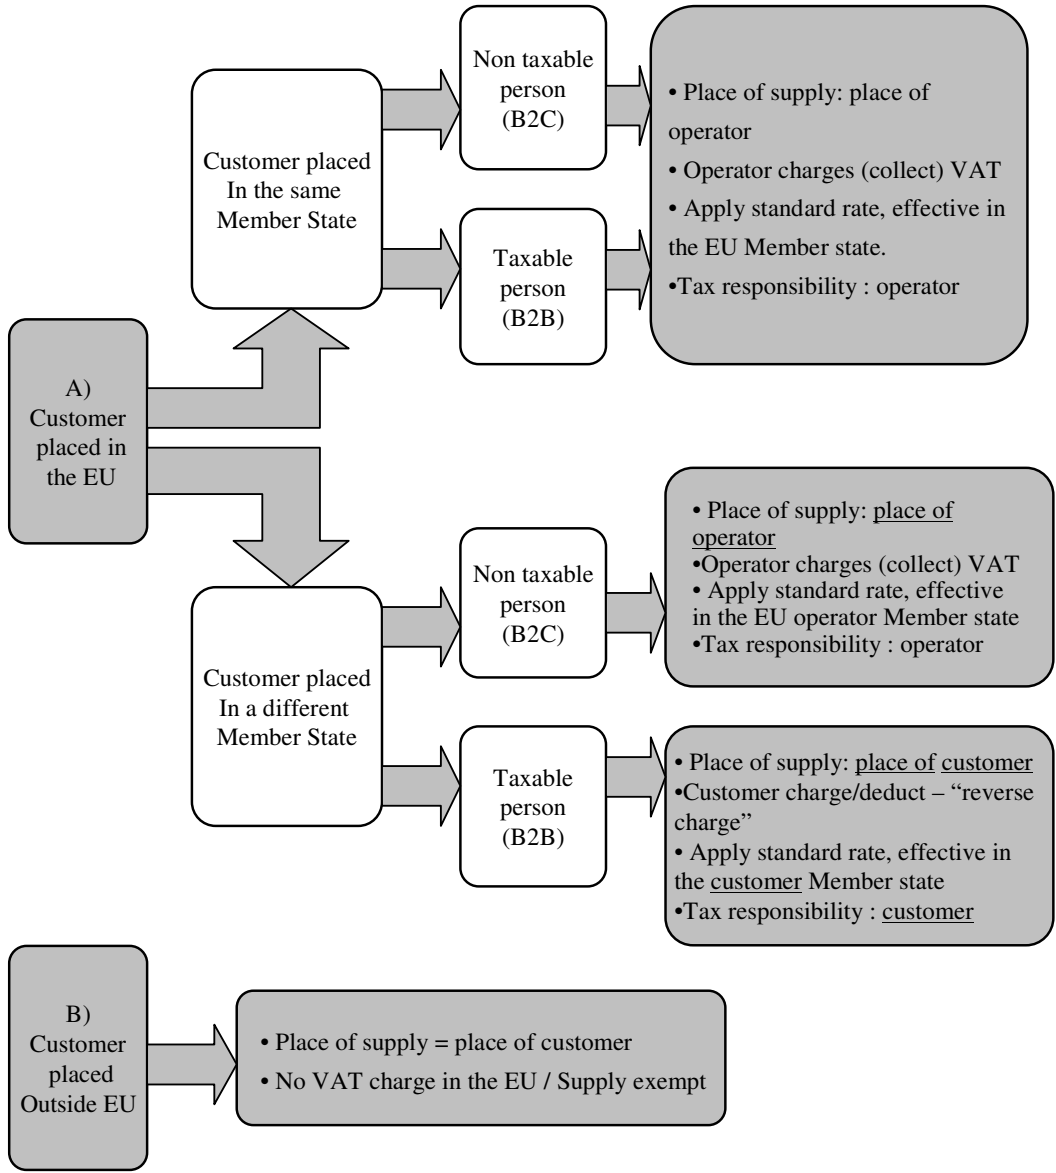 A)
Customer
placed in
the EU
Customer placed
In the same
Member State
Non taxable
person
(B2C)
Taxable
person
(B2B)
• Place of supply: place of
operator
• Operator charges (collect) VAT
• Apply standard rate, effective in
the EU Member state.
•Tax responsibility : operator
Customer placed
In a different
Member State
Non taxable
person
(B2C)
• Place of supply: place of
operator
•Operator charges (collect) VAT
• Apply standard rate, effective
in the EU operator Member state
•Tax responsibility : operator
Taxable
person
(B2B)
• Place of supply: place of customer
•Customer charge/deduct – “reverse
charge”
• Apply standard rate, effective in
the customer Member state
•Tax responsibility : customer
B)
Customer
placed
Outside EU
• Place of supply = place of customer
• No VAT charge in the EU / Supply exempt